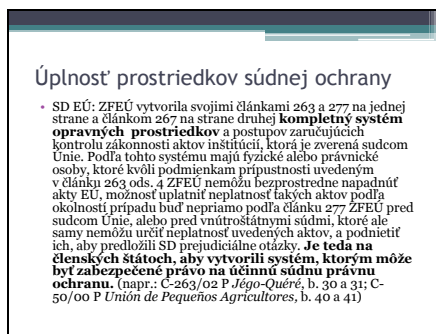 Úplnosť prostriedkov súdnej ochrany
• SD EÚ: ZFEÚ vytvorila svojimi článkami 263 a 277 na jednej
strane a článkom 267 na strane druhej kompletný systém
opravných prostriedkov a postupov zaručujúcich
kontrolu zákonnosti aktov inštitúcií, ktorá je zverená sudcom
Únie. Podľa tohto systému majú fyzické alebo právnické
osoby, ktoré kvôli podmienkam prípustnosti uvedeným
v článku 263 ods. 4 ZFEÚ nemôžu bezprostredne napadnúť
akty EÚ, možnosť uplatniť neplatnosť takých aktov podľa
okolností prípadu buď nepriamo podľa článku 277 ZFEÚ pred
sudcom Únie, alebo pred vnútroštátnymi súdmi, ktoré ale
samy nemôžu určiť neplatnosť uvedených aktov, a podnietiť
ich, aby predložili SD prejudiciálne otázky. Je teda na
členských štátoch, aby vytvorili systém, ktorým môže
byť zabezpečené právo na účinnú súdnu právnu
ochranu. (napr.: C-263/02 P Jégo-Quéré, b. 30 a 31; C-
50/00 P Unión de Pequeños Agricultores, b. 40 a 41)